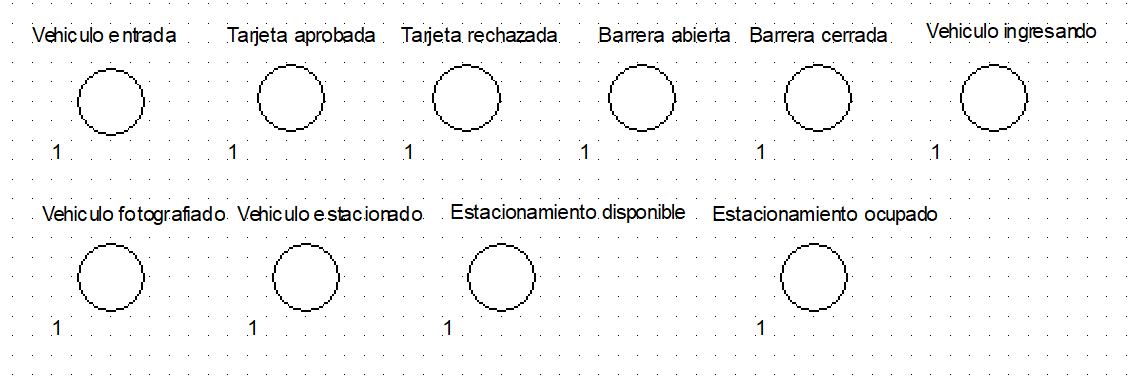 Vehiculo entrada
Tarjeta aprobada
Tarjeta rechazada
Barrera abierta
Barrera cerrada
Vehiculo ingresando
1
1
1
1
1
1
Vehiculo fotografiado
Vehiculo estacionado
Estacionamiento disponible
Estacionamiento ocupado
1
1
1
1